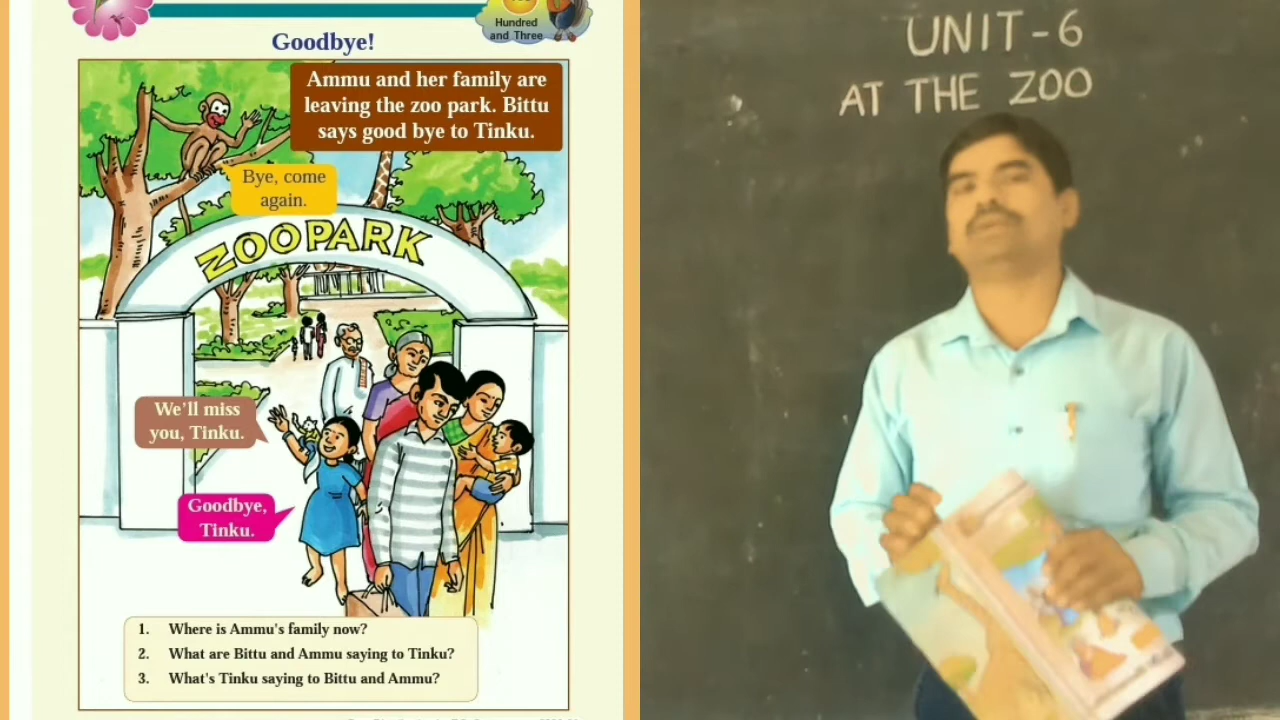 Hundred
and Three
Goodbye!
Ammu and her family are
leaving the zoo park. Bittu
says good bye to Tinku.
Bye, come
again.
ZOO PARK
We'll miss
you, Tinku.
Goodbye,
Tinku.
1. Where is Ammu's family now?
2. What are Bittu and Ammu saying to Tinku?
3. What's Tinku saying to Bittu and Ammu?
UNIT - 6
AT THE ZOO